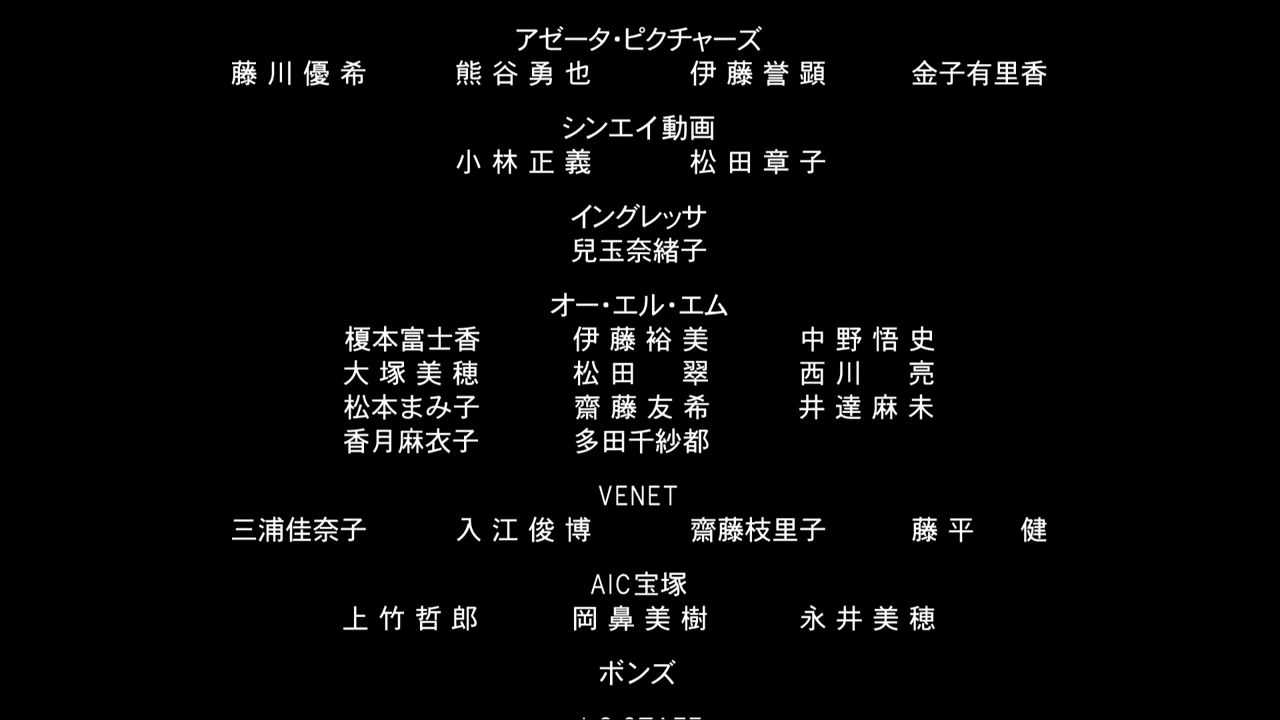 アゼータ・ピクチャーズ
藤川優希 熊谷勇也 伊藤誉顕 金子有里香
シンエイ動画
小林正義 松田章子
イングレッサ
兒玉奈緒子
オー・エル・エム
榎本富士香 伊藤裕美 中野悟史
大塚美穂 松田 翠 西川 亮
松本まみ子 齋藤友希 井達麻未
香月麻衣子 多田千紗都
VENET
三浦佳奈子 入江俊博 齋藤枝里子 藤平 健
AIC宝塚
上竹哲郎 岡鼻美樹 永井美穂
ボンズ